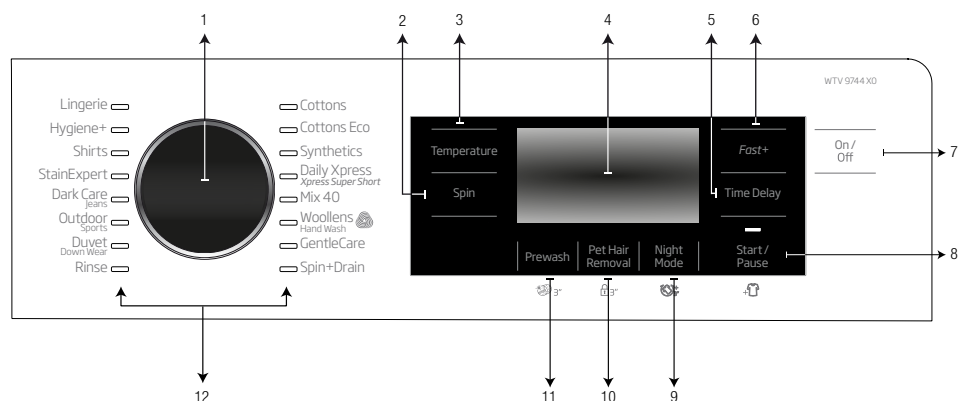 1
2
3
4
5
6
WTV 9744 X0
Lingerie
Hygiene+
Shirts
StainExpert
Dark Care
Jeans
Outdoor
Sports
Duvet
Down Wear
Rinse
Cottons
Cottons Eco
Synthetics
Daily Xpress
Xpress Super Short
Mix 40
Woollens
Hand Wash
GentleCare
Spin+Drain
Temperature
Spin
Fast+
Time Delay
On /
Off
7
Prewash
Pet Hair
Removal
Night
Mode
Start /
Pause
8
3"
3"
+
12
11
10
9